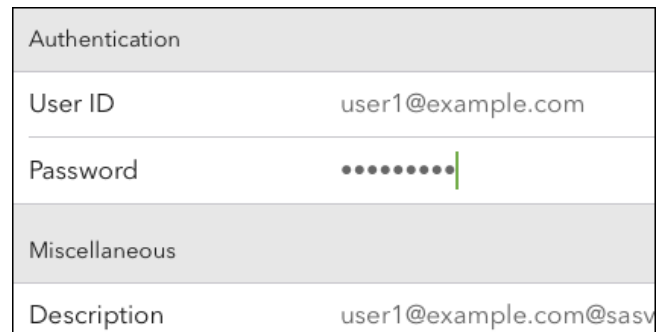 Authentication
User ID user1@example.com
Password •••••••••
Miscellaneous
Description user1@example.com@sasv